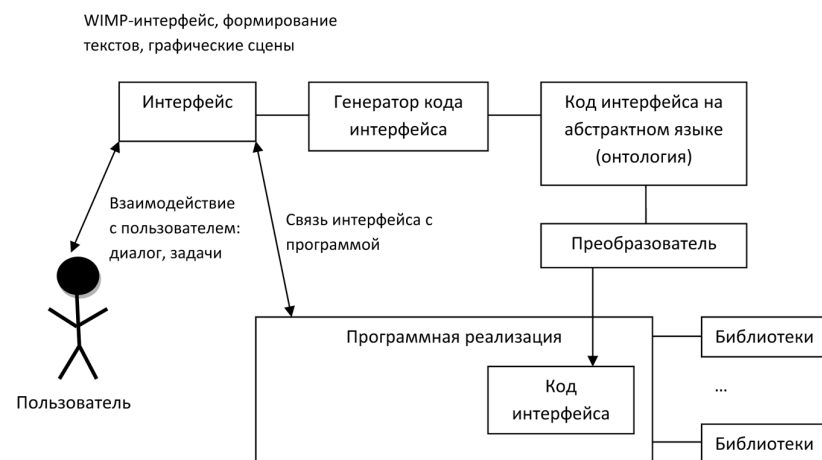 WIMP-интерфейс, формирование
текстов, графические сцены
Интерфейс
Генератор кода
интерфейса
Код интерфейса на
абстрактном языке
(онтология)
Взаимодействие
с пользователем:
диалог, задачи
Связь интерфейса с
программой
Преобразователь
Программная реализация
Библиотеки
...
Код
интерфейса
Пользователь
Библиотеки